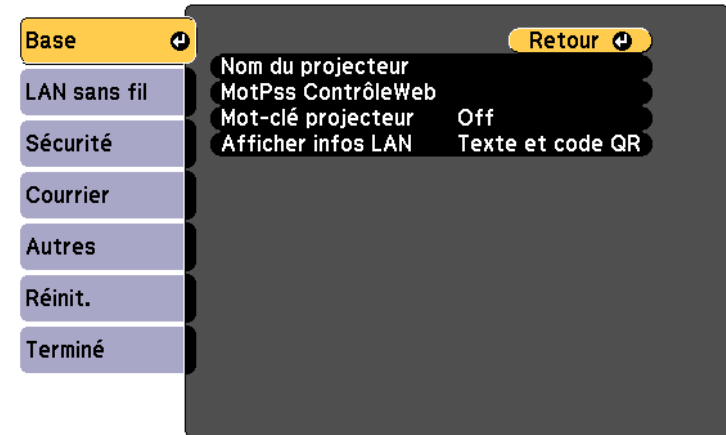 Base
LAN sans fil
Sécurité
Courrier
Autres
Réinit.
Terminé
Retour
Nom du projecteur
MotPss ContrôleWeb
Mot-clé projecteur Off
Afficher infos LAN Texte et code QR